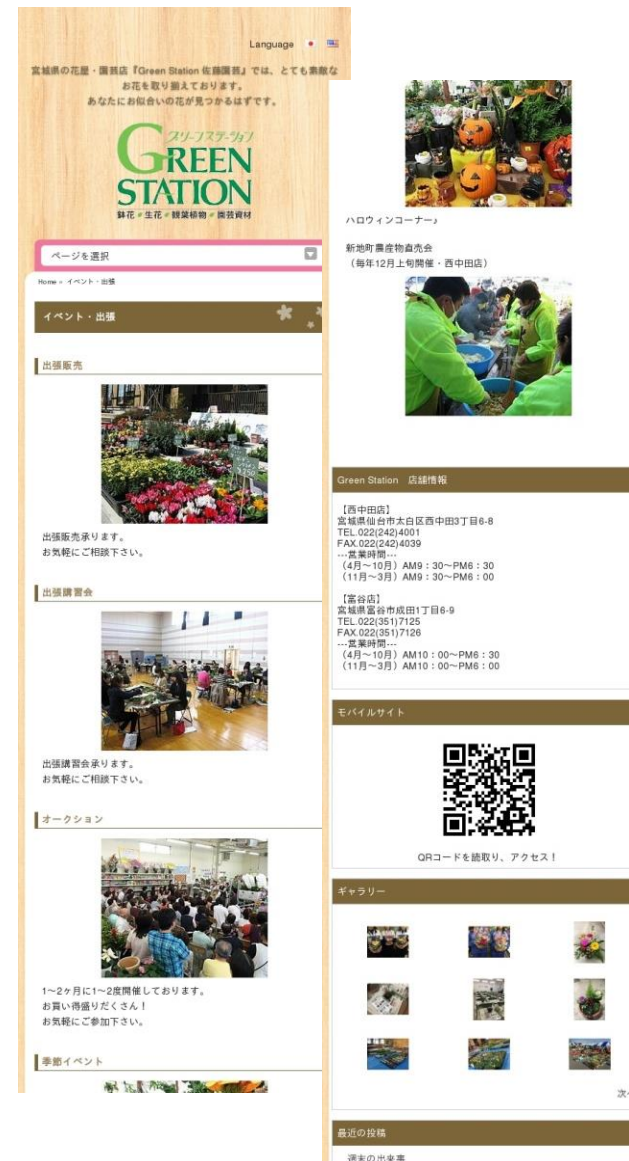 Language
宮城県の花屋・園芸店『Green Station 佐藤園芸』では、とても素敵な
お花を取り揃えております。
あなたにお似合いの花が見つかるはずです。
グリーンステーション
GREEN
STATION
鉢花 生花 観葉植物 園芸資材
ページを選択
Home » イベント・出張
イベント・出張
出張販売
出張販売承ります。
お気軽にご相談下さい。
出張講習会
出張講習会承ります。
お気軽にご相談下さい。
オークション
1〜2ヶ月に1〜2度開催しております。
お買い得盛りだくさん！
お気軽にご参加下さい。
季節イベント
ハロウィンコーナー♪
新地町農産物直売会
（毎年12月上旬開催・西中田店）
Green Station 店舗情報
【西中田店】
宮城県仙台市太白区西中田3丁目6-8
TEL.022(242)4001
FAX.022(242)4039
---営業時間---
（4月〜10月）AM9：30〜PM6：30
（11月〜3月）AM9：30〜PM6：00
【富谷店】
宮城県富谷市成田1丁目6-9
TEL.022(351)7125
FAX.022(351)7126
---営業時間---
（4月〜10月）AM10：00〜PM6：30
（11月〜3月）AM10：00〜PM6：00
モバイルサイト
QRコードを読取り、アクセス！
ギャラリー
次へ
最近の投稿
週末の出来事